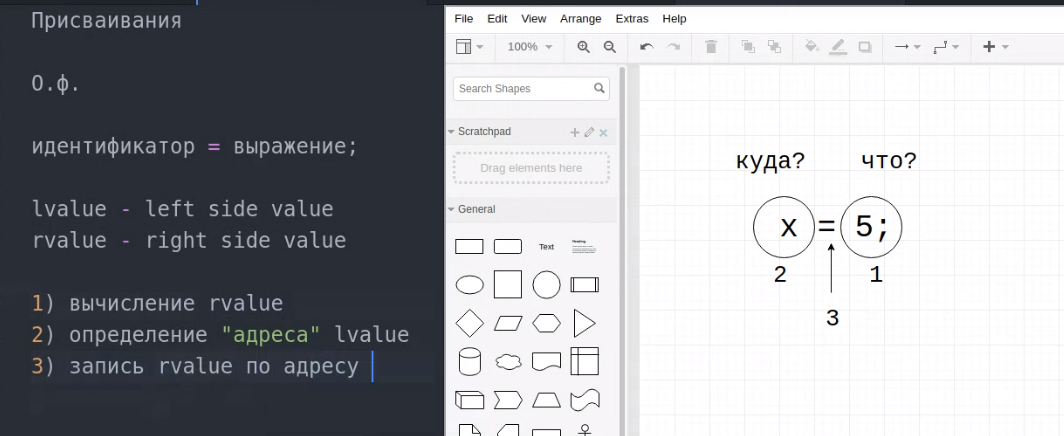 Присваивания
О.ф.
идентификатор = выражение;
lvalue - left side value
rvalue - right side value
1) вычисление rvalue
2) определение "адреса" lvalue
3) запись rvalue по адресу
File Edit View Arrange Extras Help
100%
Search Shapes
Scratchpad
Drag elements here
General
Text
Heading
куда? что?
x = 5;
2 1
3